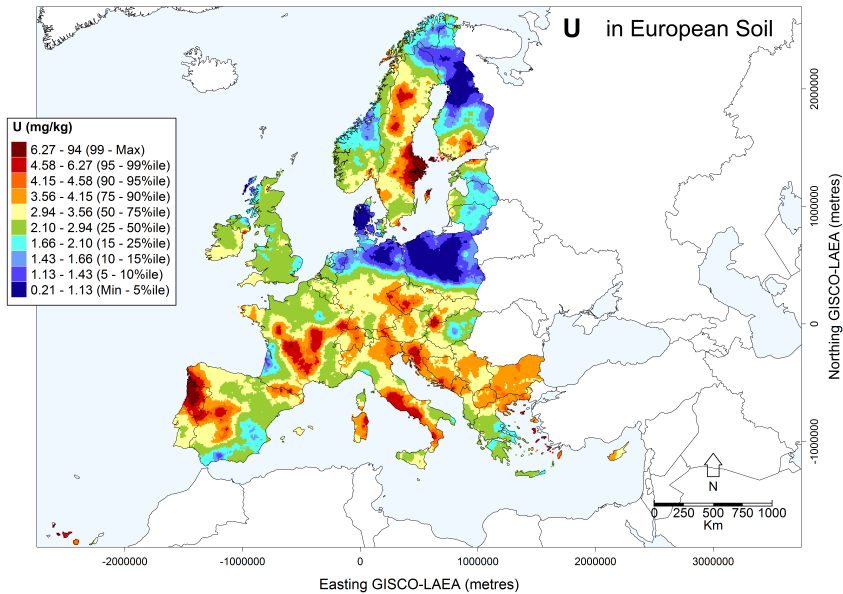 U in European Soil
U (mg/kg)
6.27 - 94 (99 - Max)
4.58 - 6.27 (95 - 99%ile)
4.15 - 4.58 (90 - 95%ile)
3.56 - 4.15 (75 - 90%ile)
2.94 - 3.56 (50 - 75%ile)
2.10 - 2.94 (25 - 50%ile)
1.66 - 2.10 (15 - 25%ile)
1.43 - 1.66 (10 - 15%ile)
1.13 - 1.43 (5 - 10%ile)
0.21 - 1.13 (Min - 5%ile)
2000000
1000000
0
-1000000
Northing GISCO-LAEA (metres)
N
0 250 500 750 1000
Km
-2000000 -1000000 0 1000000 2000000 3000000
Easting GISCO-LAEA (metres)